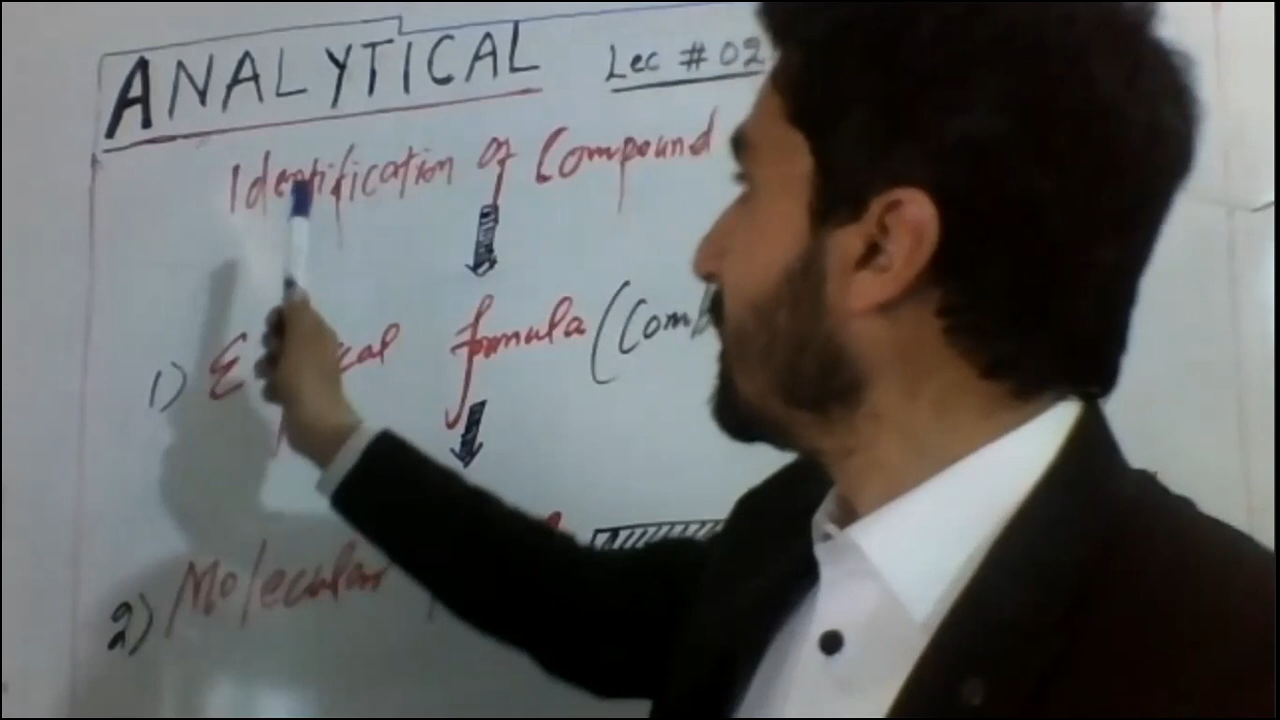 ANALYTICAL Lec # 02
Identification of Compound
1) formula (Com
2) Molecular